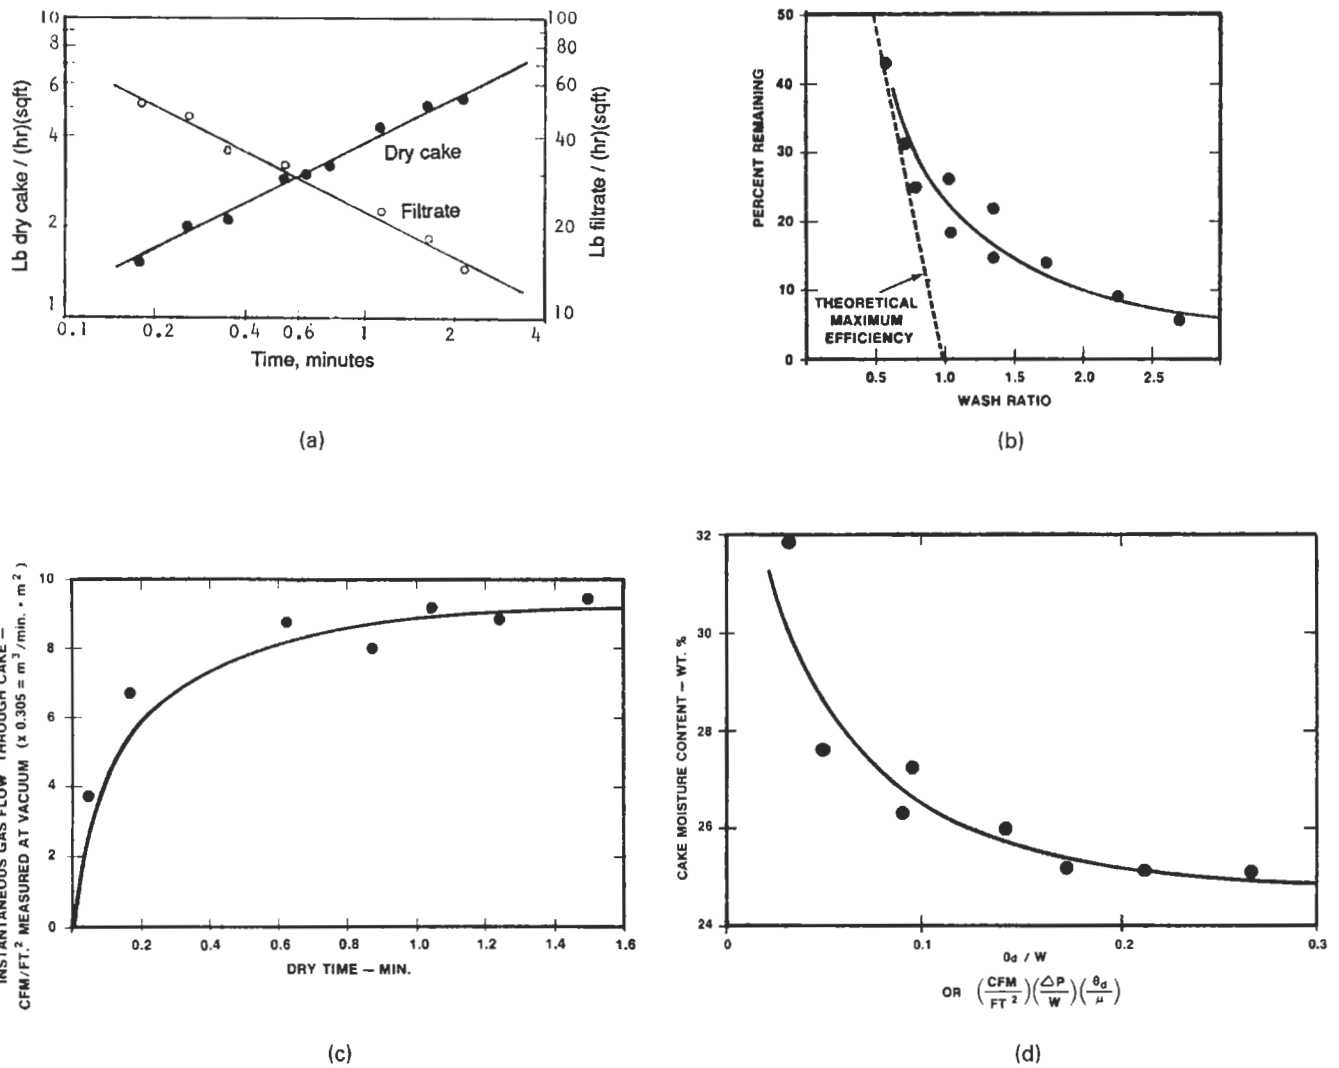 10
8
6
4
2
1
Lb dry cake / (hr)(sqft)
100
80
60
40
20
10
Lb filtrate / (hr)(sqft)
Dry cake
Filtrate
0.1 0.2 0.4 0.6 1 2 4
Time, minutes
(a)
50
40
30
20
10
0
PERCENT REMAINING
THEORETICAL
MAXIMUM
EFFICIENCY
0.5 1.0 1.5 2.0 2.5
WASH RATIO
(b)
INSTANTANEOUS GAS FLOW THROUGH CAKE –
CFM/FT.² MEASURED AT VACUUM (x 0.305 = m³/min. • m²)
10
8
6
4
2
0
0.2 0.4 0.6 0.8 1.0 1.2 1.4 1.6
DRY TIME – MIN.
(c)
32
30
28
26
24
CAKE MOISTURE CONTENT – WT. %
0 0.1 0.2 0.3
θd / W
OR (CFM/FT²)(△P/W)(θd/μ)
(d)